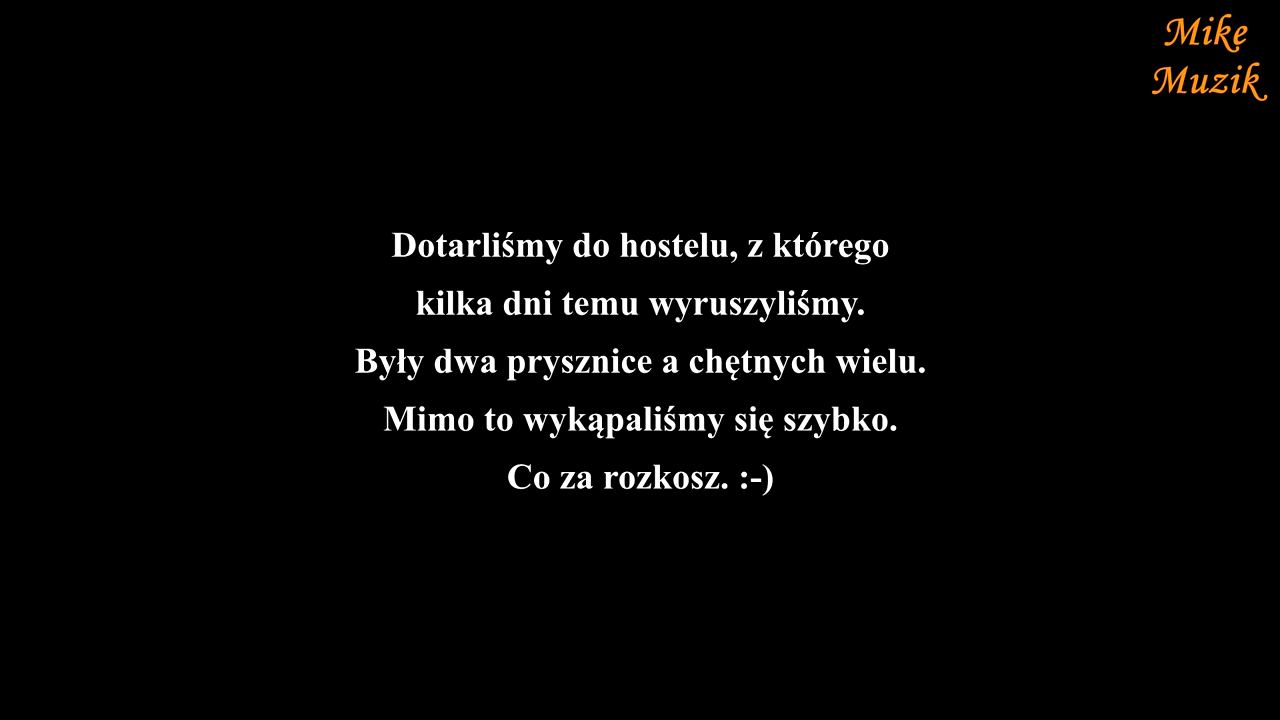 Mike
Muzik
Dotarliśmy do hostelu, z którego
kilka dni temu wyruszyliśmy.
Były dwa prysznice a chętnych wielu.
Mimo to wykąpaliśmy się szybko.
Co za rozkosz. :-)